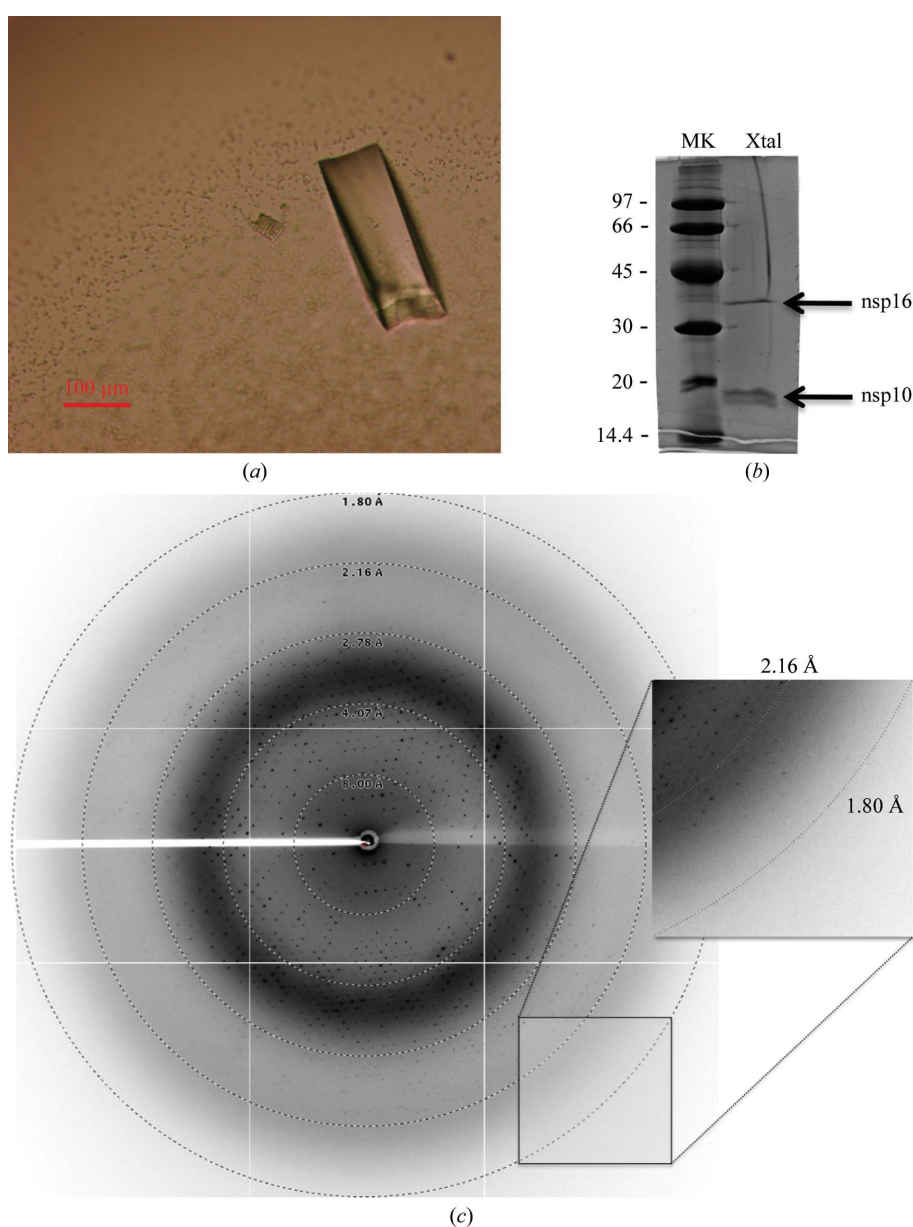 (a)
100 µm
MK Xtal
97 -
66 -
45 -
nsp16
30 -
20 -
nsp10
14.4 -
(b)
1.80 Å
2.16 Å
2.78 Å
4.07 Å
8.00 Å
2.16 Å
1.80 Å
(c)